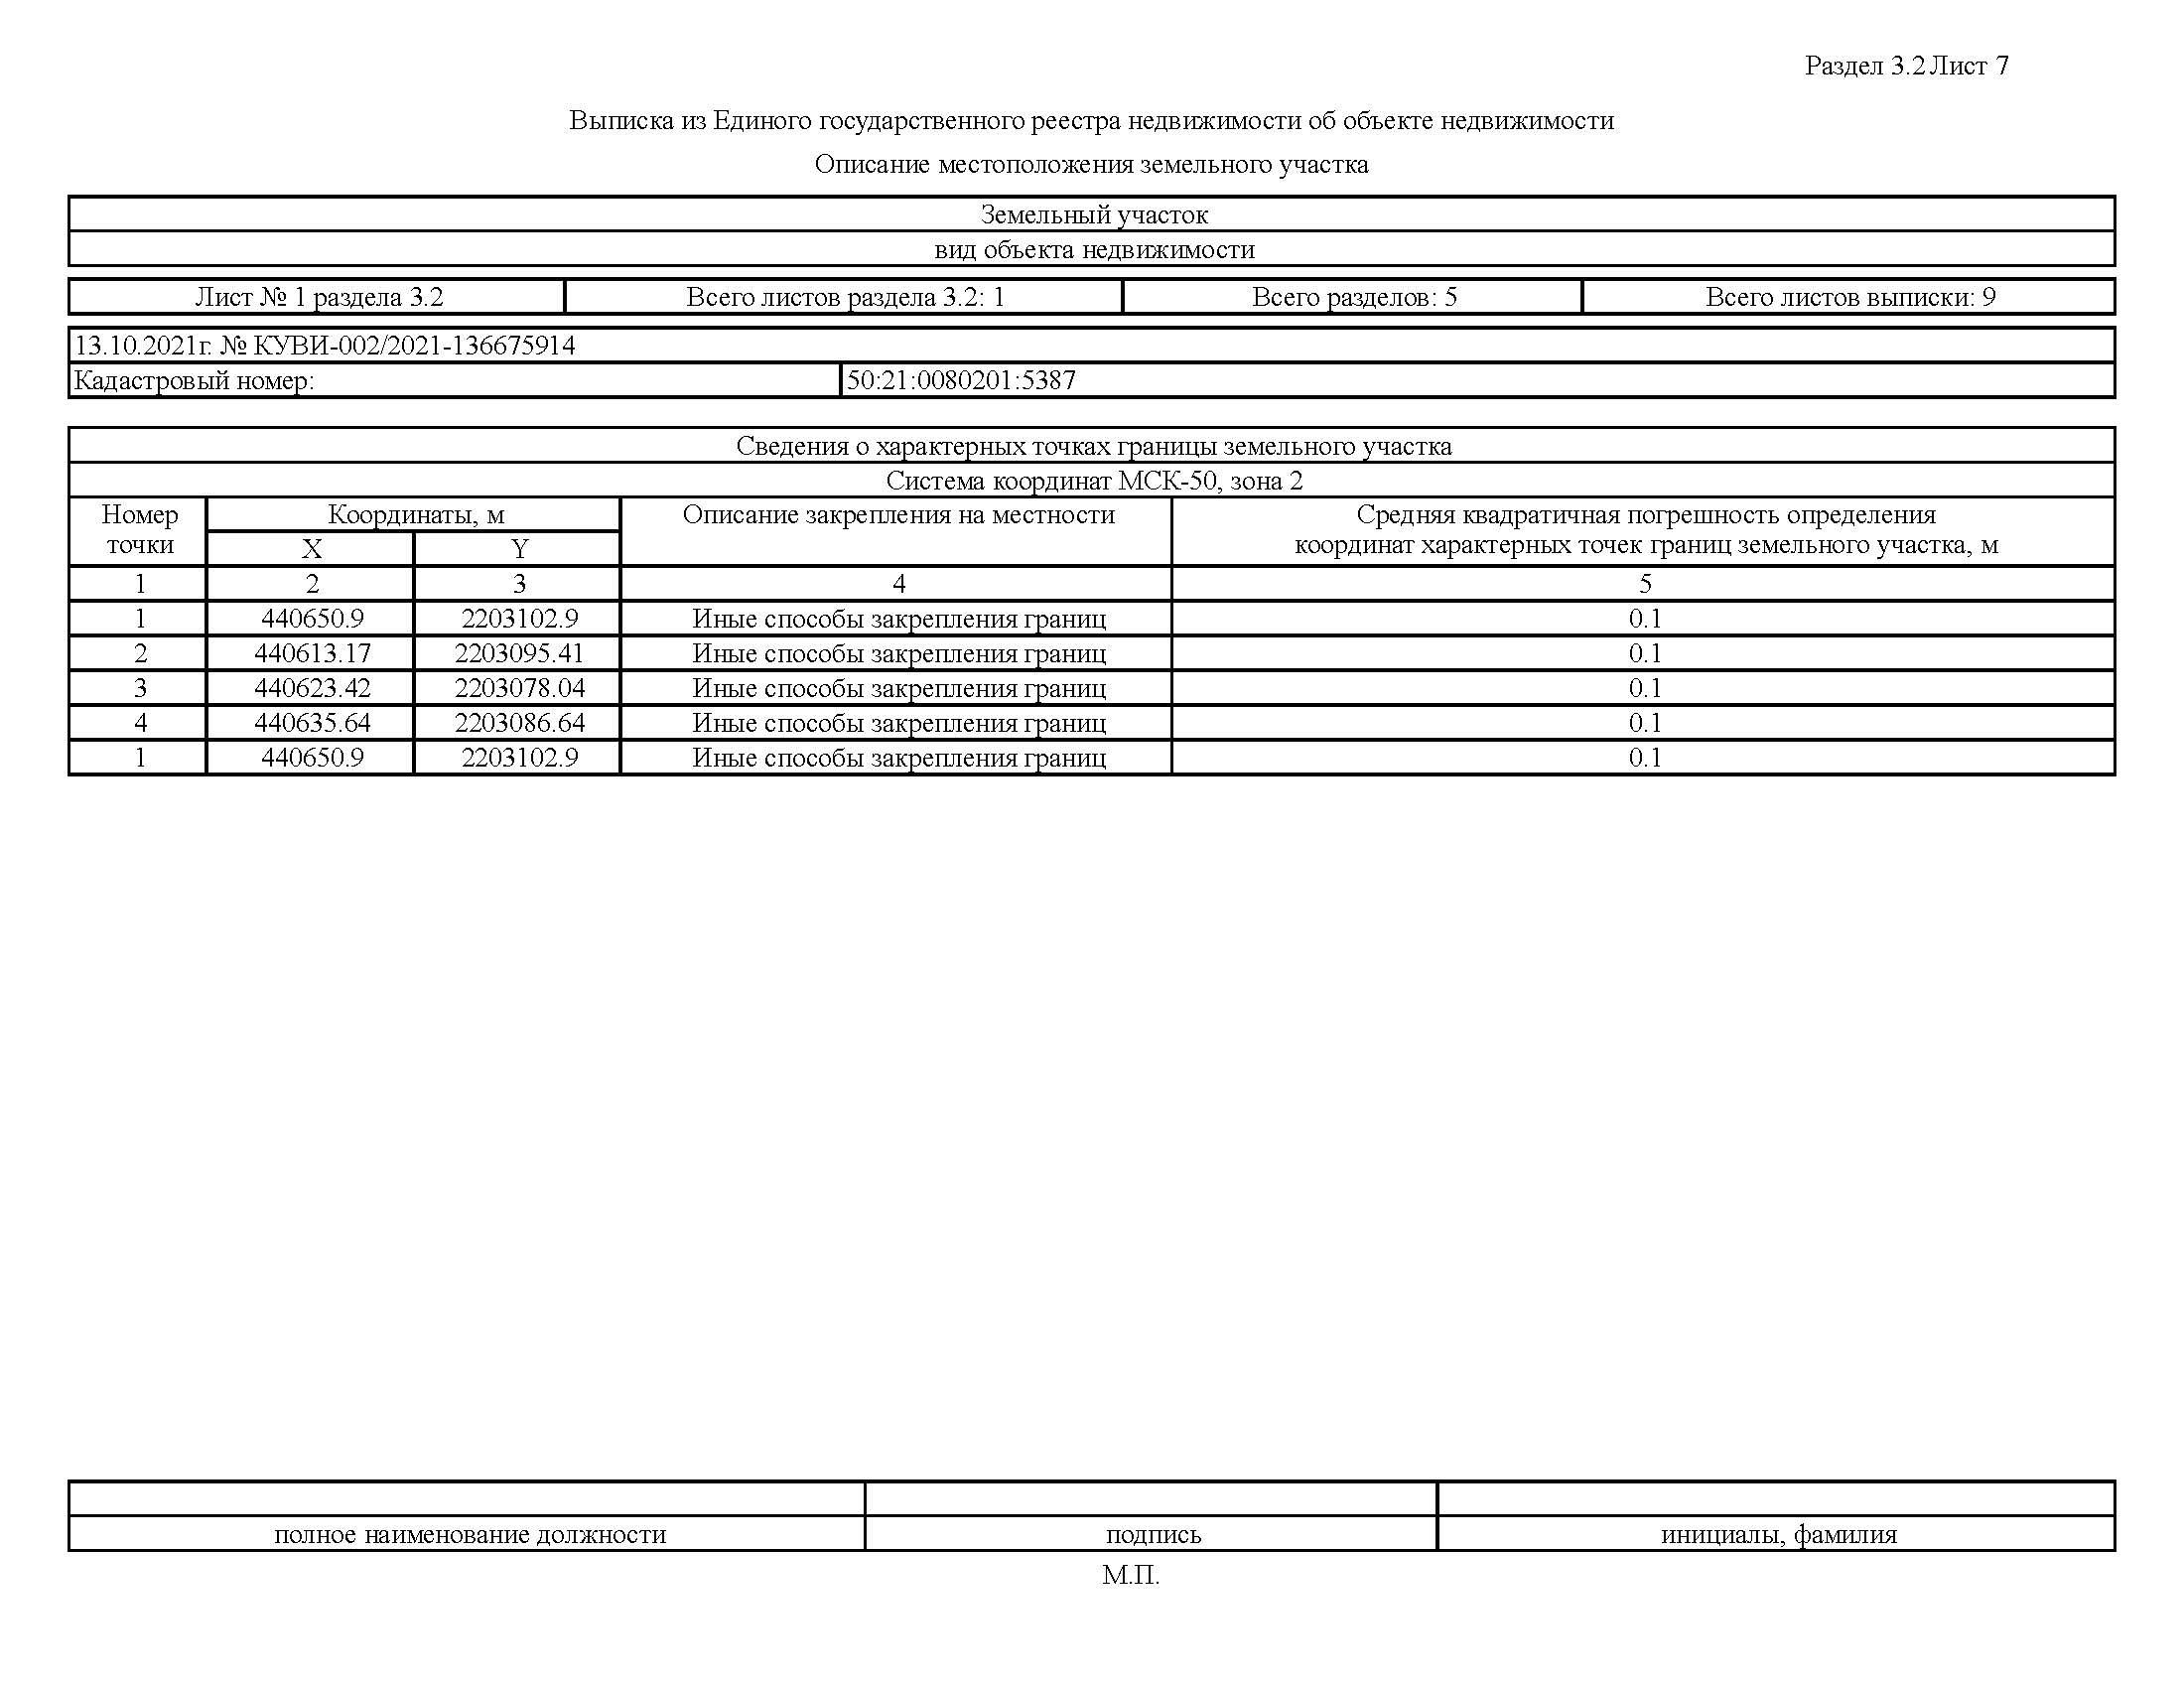 Раздел 3.2 Лист 7
Выписка из Единого государственного реестра недвижимости об объекте недвижимости
Описание местоположения земельного участка
Земельный участок
вид объекта недвижимости
Лист № 1 раздела 3.2 Всего листов раздела 3.2: 1 Всего разделов: 5 Всего листов выписки: 9
13.10.2021г. № КУВИ-002/2021-136675914
Кадастровый номер: 50:21:0080201:5387
Сведения о характерных точках границы земельного участка
Система координат МСК-50, зона 2
Номер точки Координаты, м Описание закрепления на местности Средняя квадратичная погрешность определения координат характерных точек границ земельного участка, м
X Y
1 2 3 4 5
1 440650.9 2203102.9 Иные способы закрепления границ 0.1
2 440613.17 2203095.41 Иные способы закрепления границ 0.1
3 440623.42 2203078.04 Иные способы закрепления границ 0.1
4 440635.64 2203086.64 Иные способы закрепления границ 0.1
1 440650.9 2203102.9 Иные способы закрепления границ 0.1
полное наименование должности подпись инициалы, фамилия
М.П.